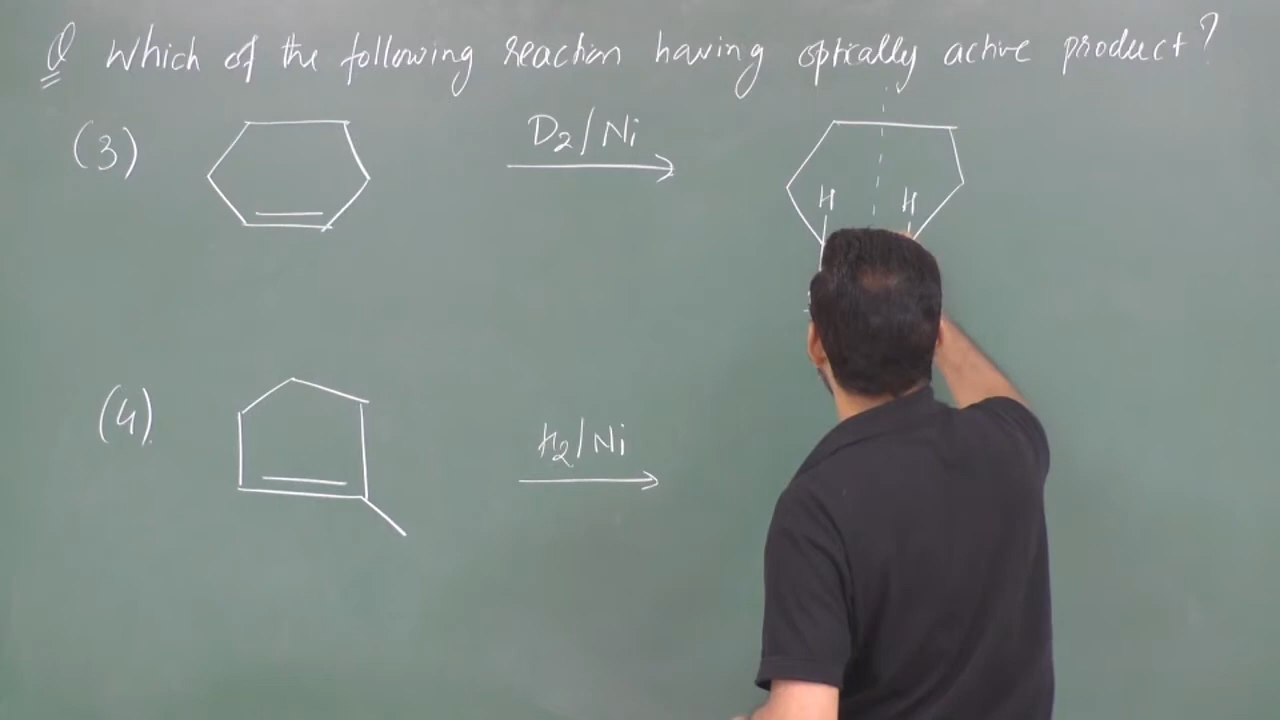 Q Which of the following reaction having optically active product?
(3) D2/Ni
H H
(4) H2/Ni